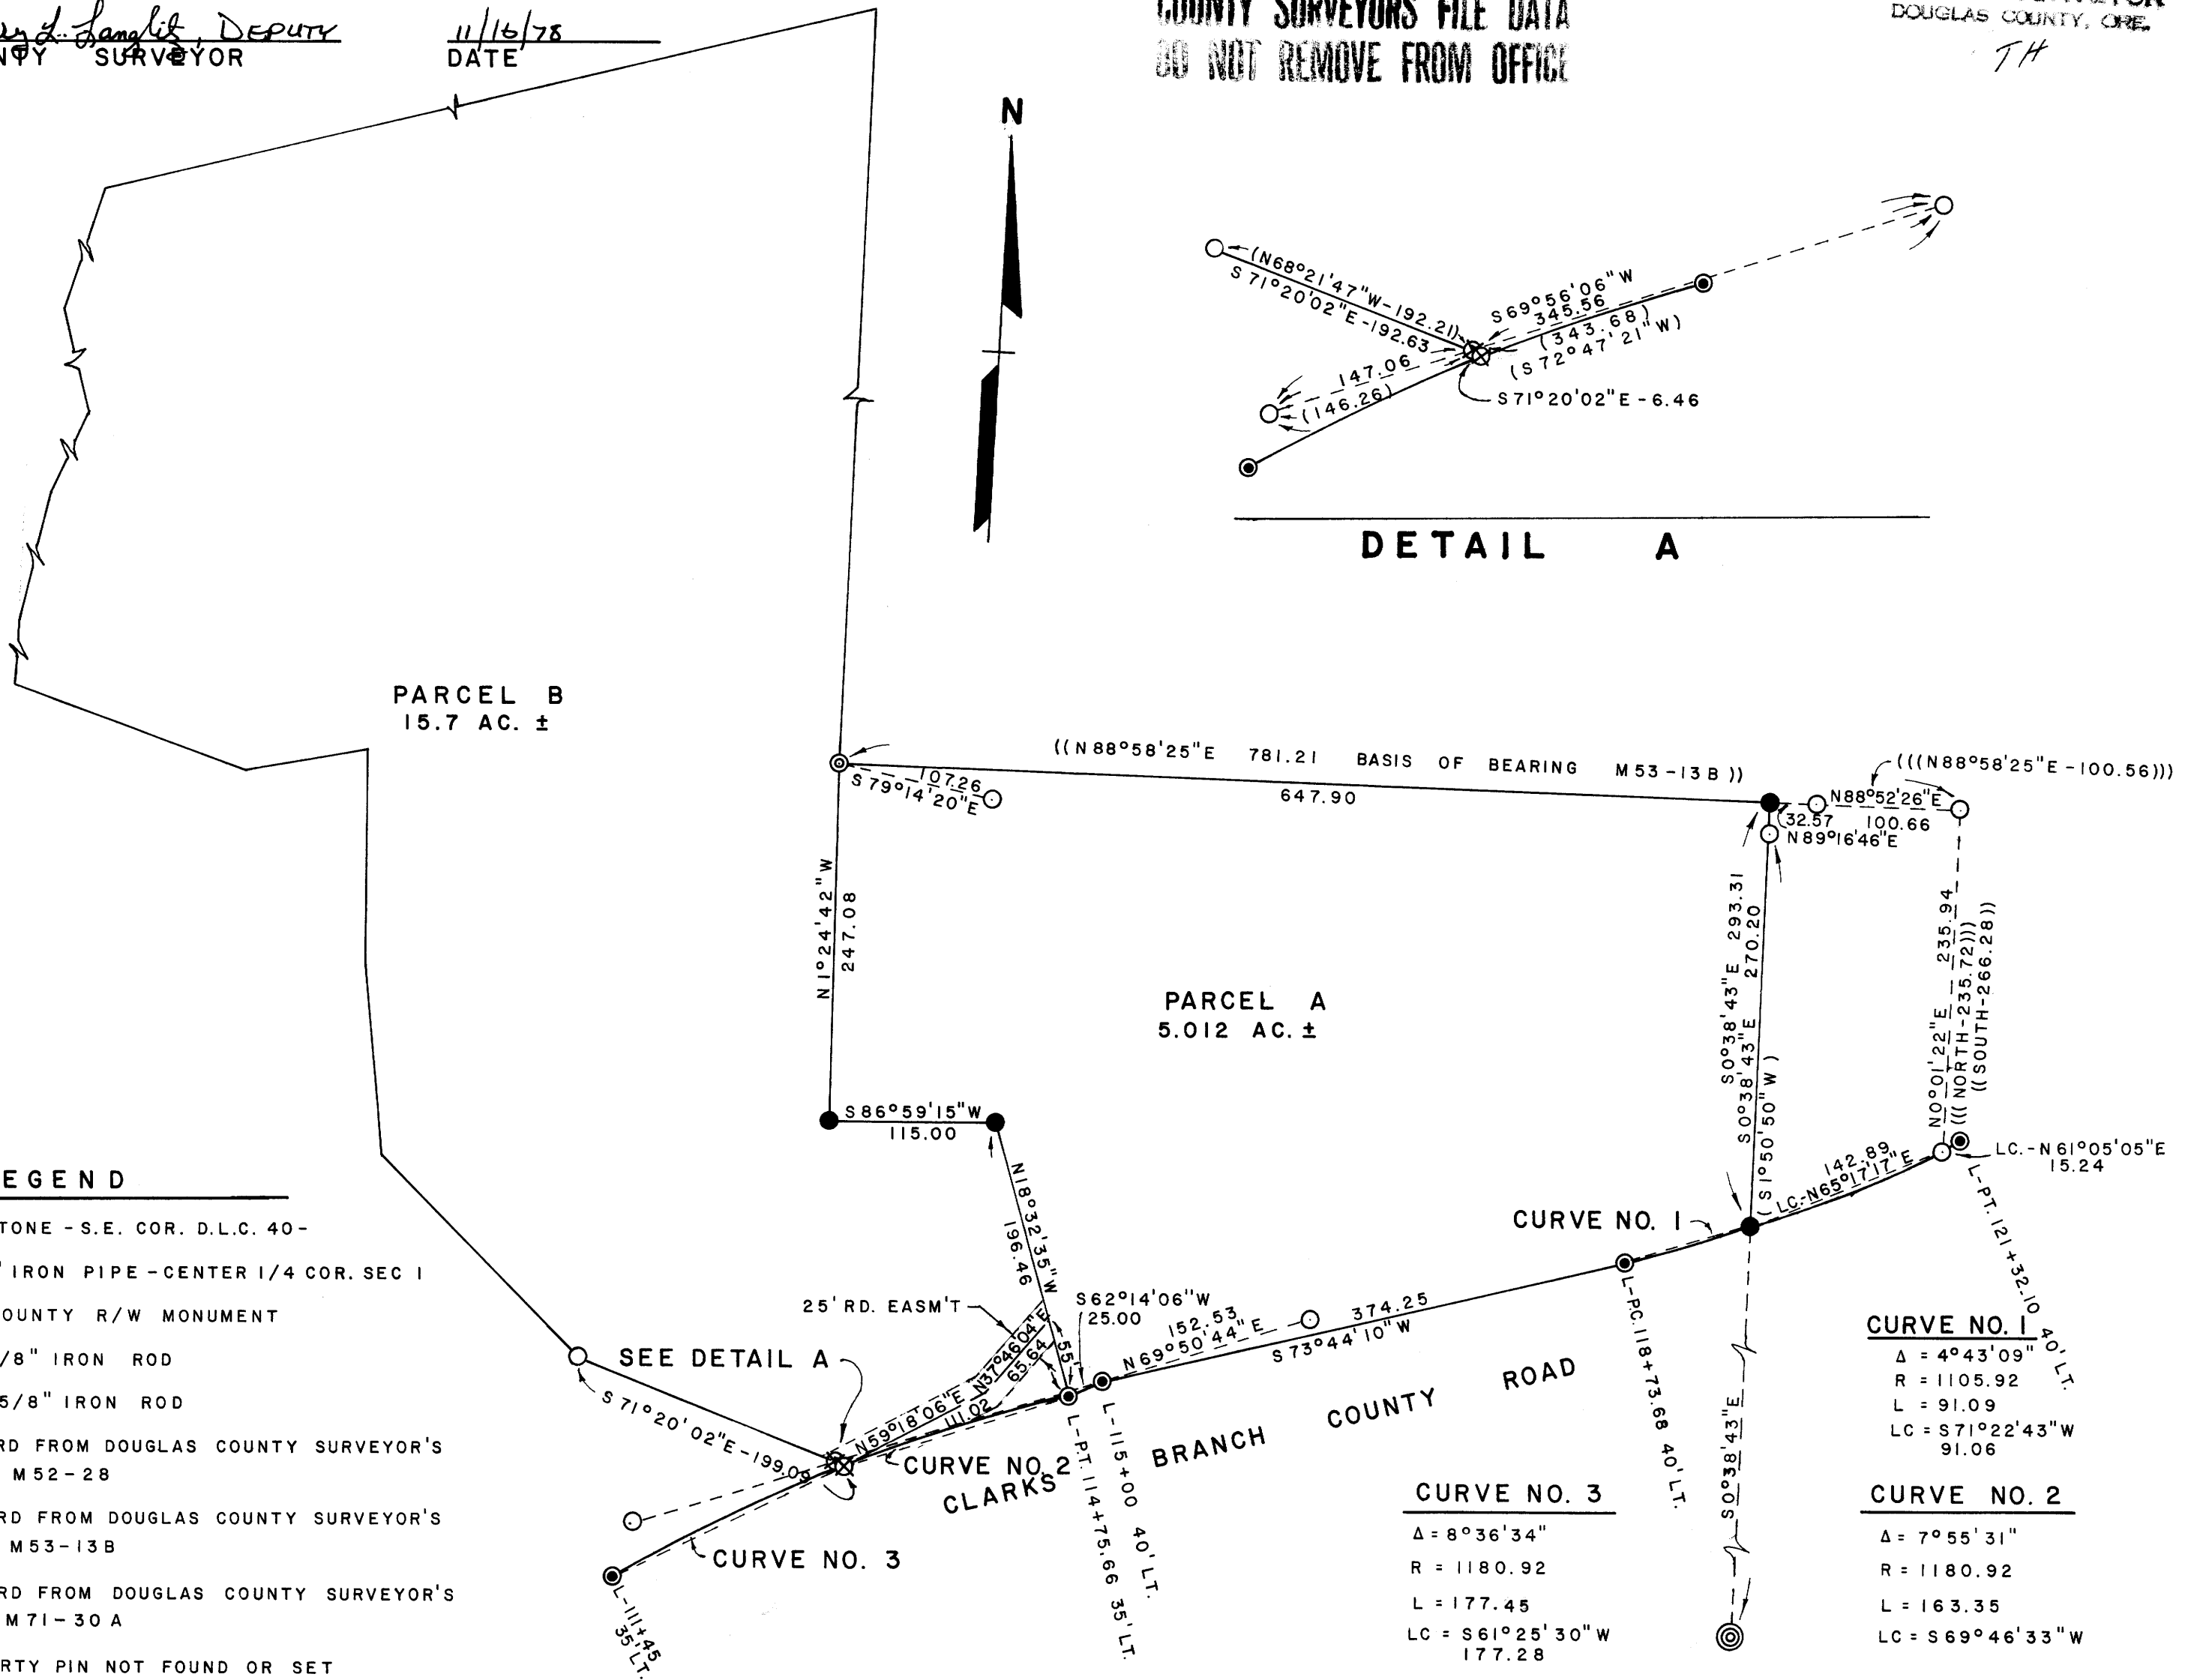 Langlis, DEPUTY
SURVEYOR
11/16/78
DATE
COUNTY SURVEYORS FILE DATA
DO NOT REMOVE FROM OFFICE
DOUGLAS COUNTY, ORE.
TH
N
(N68°21'47"W-192.21)
S 71°20'02"E-192.63
S69°56'06"W
345.56
(343.68)
(S72°47'21"W)
147.06
(146.26)
S71°20'02"E-6.46
DETAIL A
PARCEL B
15.7 AC. ±
((N88°58'25"E 781.21 BASIS OF BEARING M53-13B))
647.90
107.26
S79°14'20"E
(((N88°58'25"E-100.56)))
N88°52'26"E
100.66
32.57
N89°16'46"E
N1°24'42"W
247.08
PARCEL A
5.012 AC. ±
S0°38'43"E 293.31
S0°38'43"E 270.20
(S1°50'50"W)
N0°01'22"E 235.94
(((NORTH-235.72)))
((SOUTH-266.28))
S86°59'15"W
115.00
N18°32'35"W
196.46
142.89
LC.-N65°17'17"E
LC.-N61°05'05"E
15.24
L-PT. 121+32.10 40' LT.
CURVE NO. 1
25' RD. EASM'T
S62°14'06"W
25.00
152.53
N69°50'44"E
374.25
S73°44'10"W
55'
N37°46'04"E
65.64
N59°18'06"E
111.02
SEE DETAIL A
S71°20'02"E-199.09
CURVE NO. 2
CLARKS BRANCH COUNTY ROAD
CURVE NO. 3
L-111+45
35' LT.
L-PT. 114+75.66 35' LT.
L-115+00 40' LT.
L-P.C. 118+73.68 40' LT.
S0°38'43"E
EGEND
TONE - S.E. COR. D.L.C. 40-
IRON PIPE - CENTER 1/4 COR. SEC 1
OUNTY R/W MONUMENT
/8" IRON ROD
5/8" IRON ROD
RD FROM DOUGLAS COUNTY SURVEYOR'S
M52-28
RD FROM DOUGLAS COUNTY SURVEYOR'S
M53-13B
RD FROM DOUGLAS COUNTY SURVEYOR'S
M71-30A
RTY PIN NOT FOUND OR SET
CURVE NO. 1
Δ = 4°43'09"
R = 1105.92
L = 91.09
LC = S71°22'43"W
91.06
CURVE NO. 3
Δ = 8°36'34"
R = 1180.92
L = 177.45
LC = S61°25'30"W
177.28
CURVE NO. 2
Δ = 7°55'31"
R = 1180.92
L = 163.35
LC = S69°46'33"W